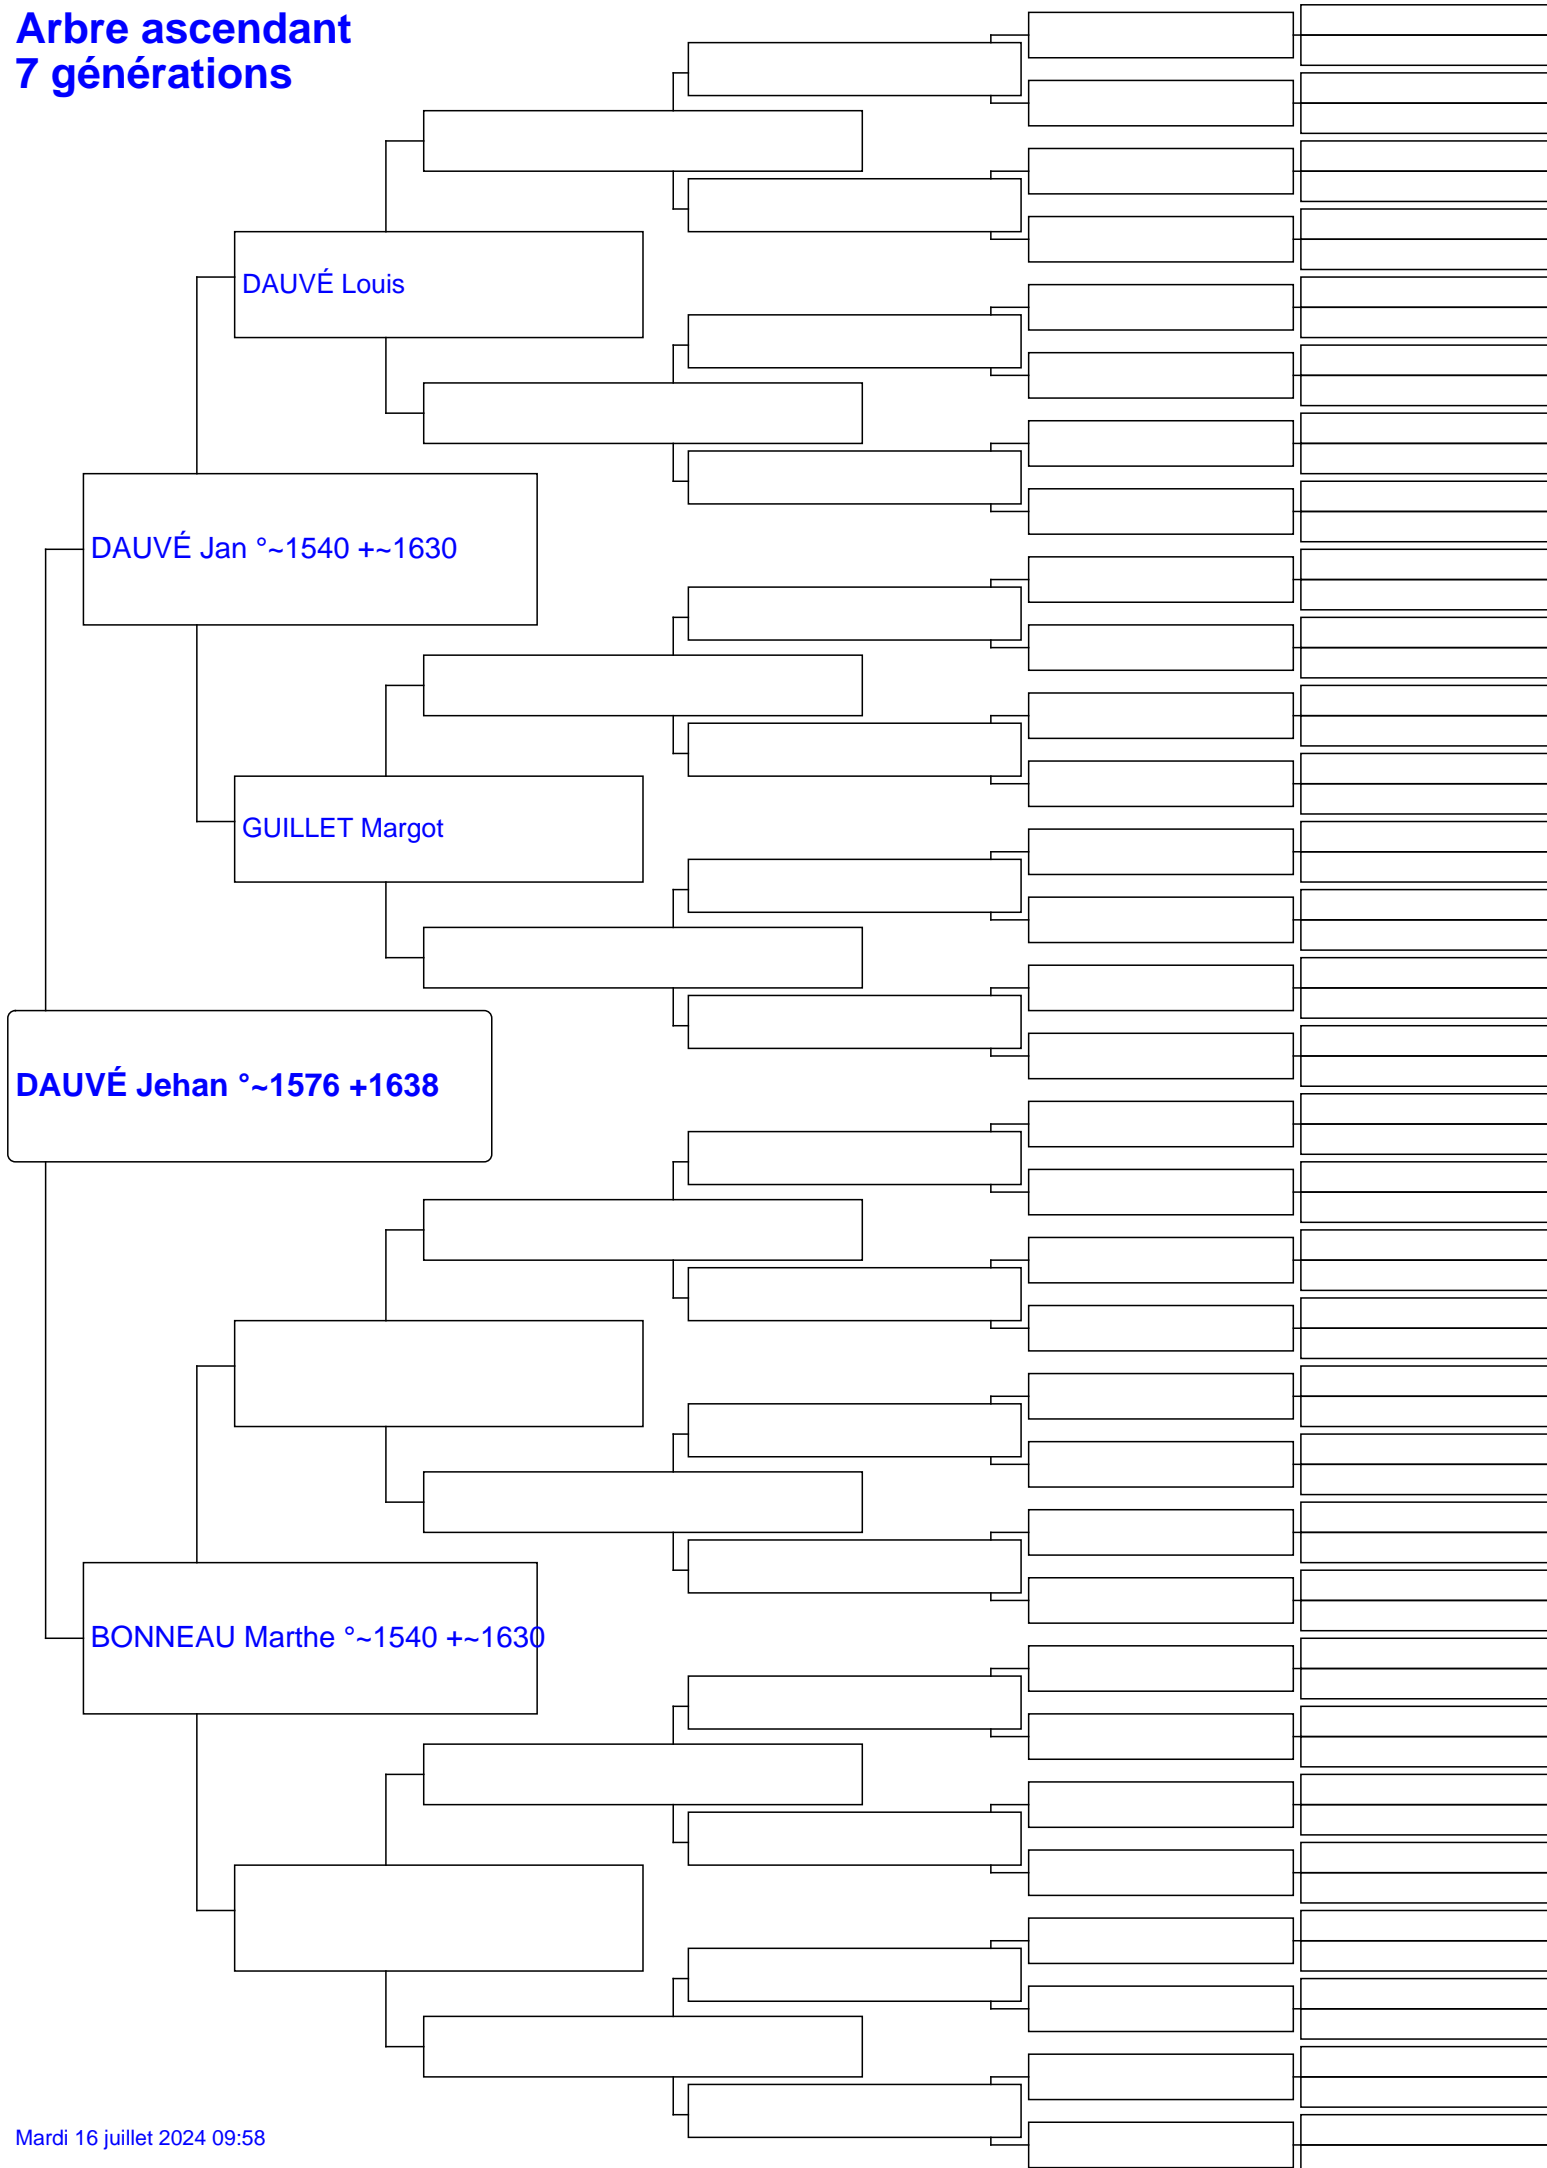 Arbre ascendant
7 générations
DAUVÉ Louis
DAUVÉ Jan °~1540 +~1630
GUILLET Margot
DAUVÉ Jehan °~1576 +1638
BONNEAU Marthe °~1540 +~1630
Mardi 16 juillet 2024 09:58